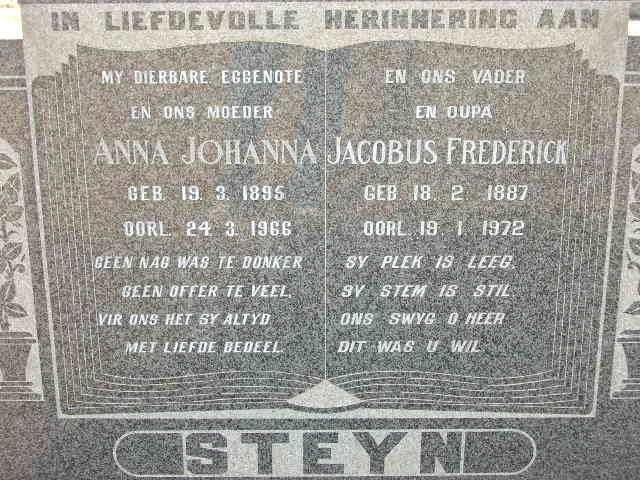 IN LIEFDEVOLLE HERINNERING AAN
MY DIERBARE EGGENOTE
EN ONS MOEDER
ANNA JOHANNA
GEB. 19. 3. 1895
OORL. 24. 3. 1966
GEEN NAG WAS TE DONKER
GEEN OFFER TE VEEL,
VIR ONS HET SY ALTYD
MET LIEFDE BEDEEL.
EN ONS VADER
EN OUPA
JACOBUS FREDERICK
GEB 18. 2. 1887
OORL. 19. 1. 1972
SY PLEK IS LEEG,
SY STEM IS STIL
ONS SWYG O HEER
DIT WAS U WIL
STEYN